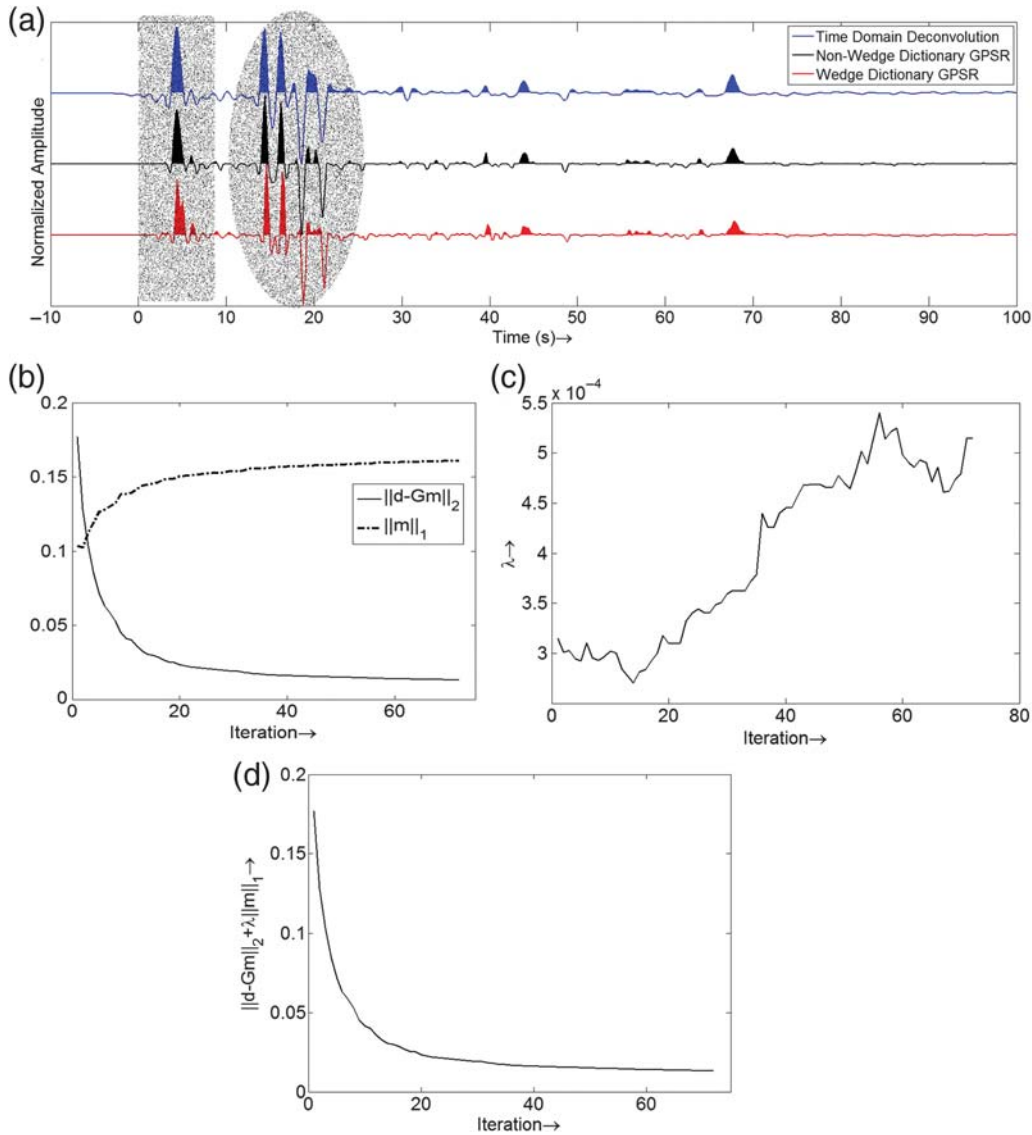 (a)
Time Domain Deconvolution
Non-Wedge Dictionary GPSR
Wedge Dictionary GPSR
Normalized Amplitude
−10 0 10 20 30 40 50 60 70 80 90 100
Time (s)→
(b)
0.2
0.15
0.1
0.05
0
||d-Gm||₂
||m||₁
0 20 40 60
Iteration→
(c)
x 10⁻⁴
5.5
5
4.5
4
3.5
3
λ→
0 20 40 60 80
Iteration→
(d)
0.2
0.15
0.1
0.05
0
||d-Gm||₂+λ||m||₁→
0 20 40 60
Iteration→